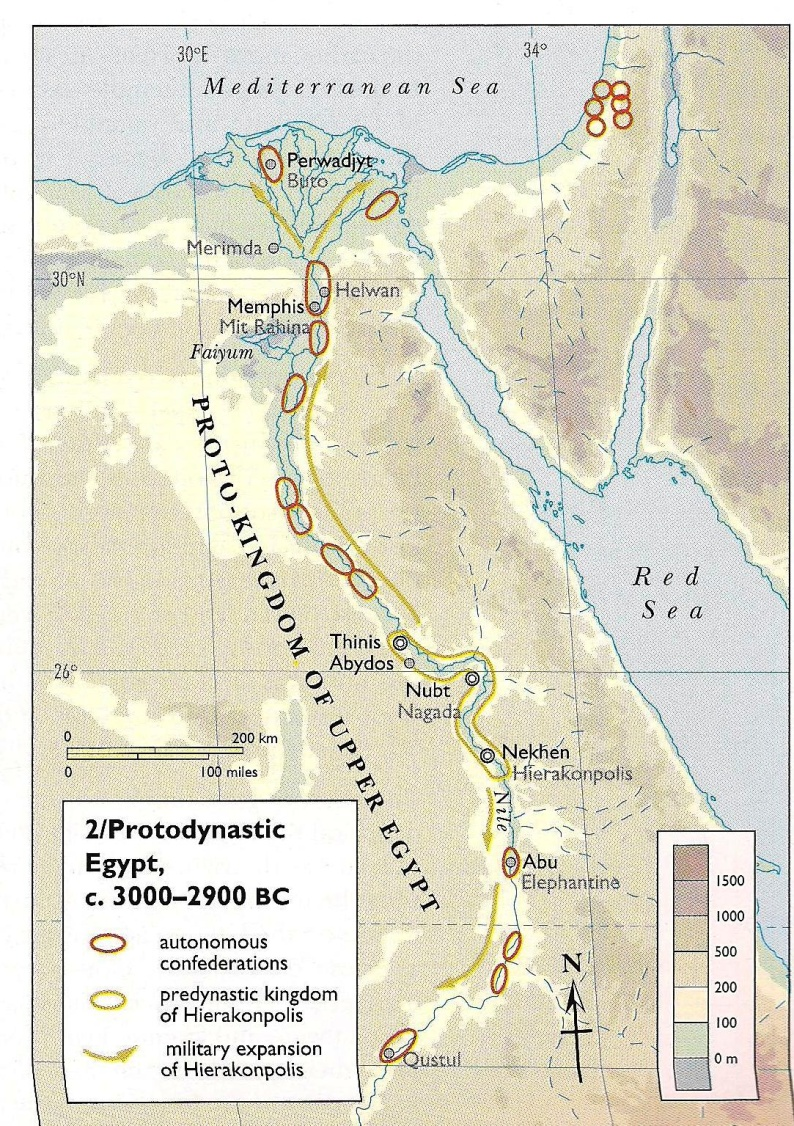 30°E
34°
Mediterranean Sea
Perwadjyt
Buto
Merimda
30°N
Helwan
Memphis
Mit Rahina
Faiyum
PROTO-KINGDOM OF UPPER EGYPT
Red
Sea
Thinis
Abydos
26°
Nubt
Nagada
0 200 km
0 100 miles
Nekhen
Hierakonpolis
Nile
Abu
Elephantine
Qustul
2/Protodynastic
Egypt,
c. 3000–2900 BC
autonomous
confederations
predynastic kingdom
of Hierakonpolis
military expansion
of Hierakonpolis
N
1500
1000
500
200
100
0 m